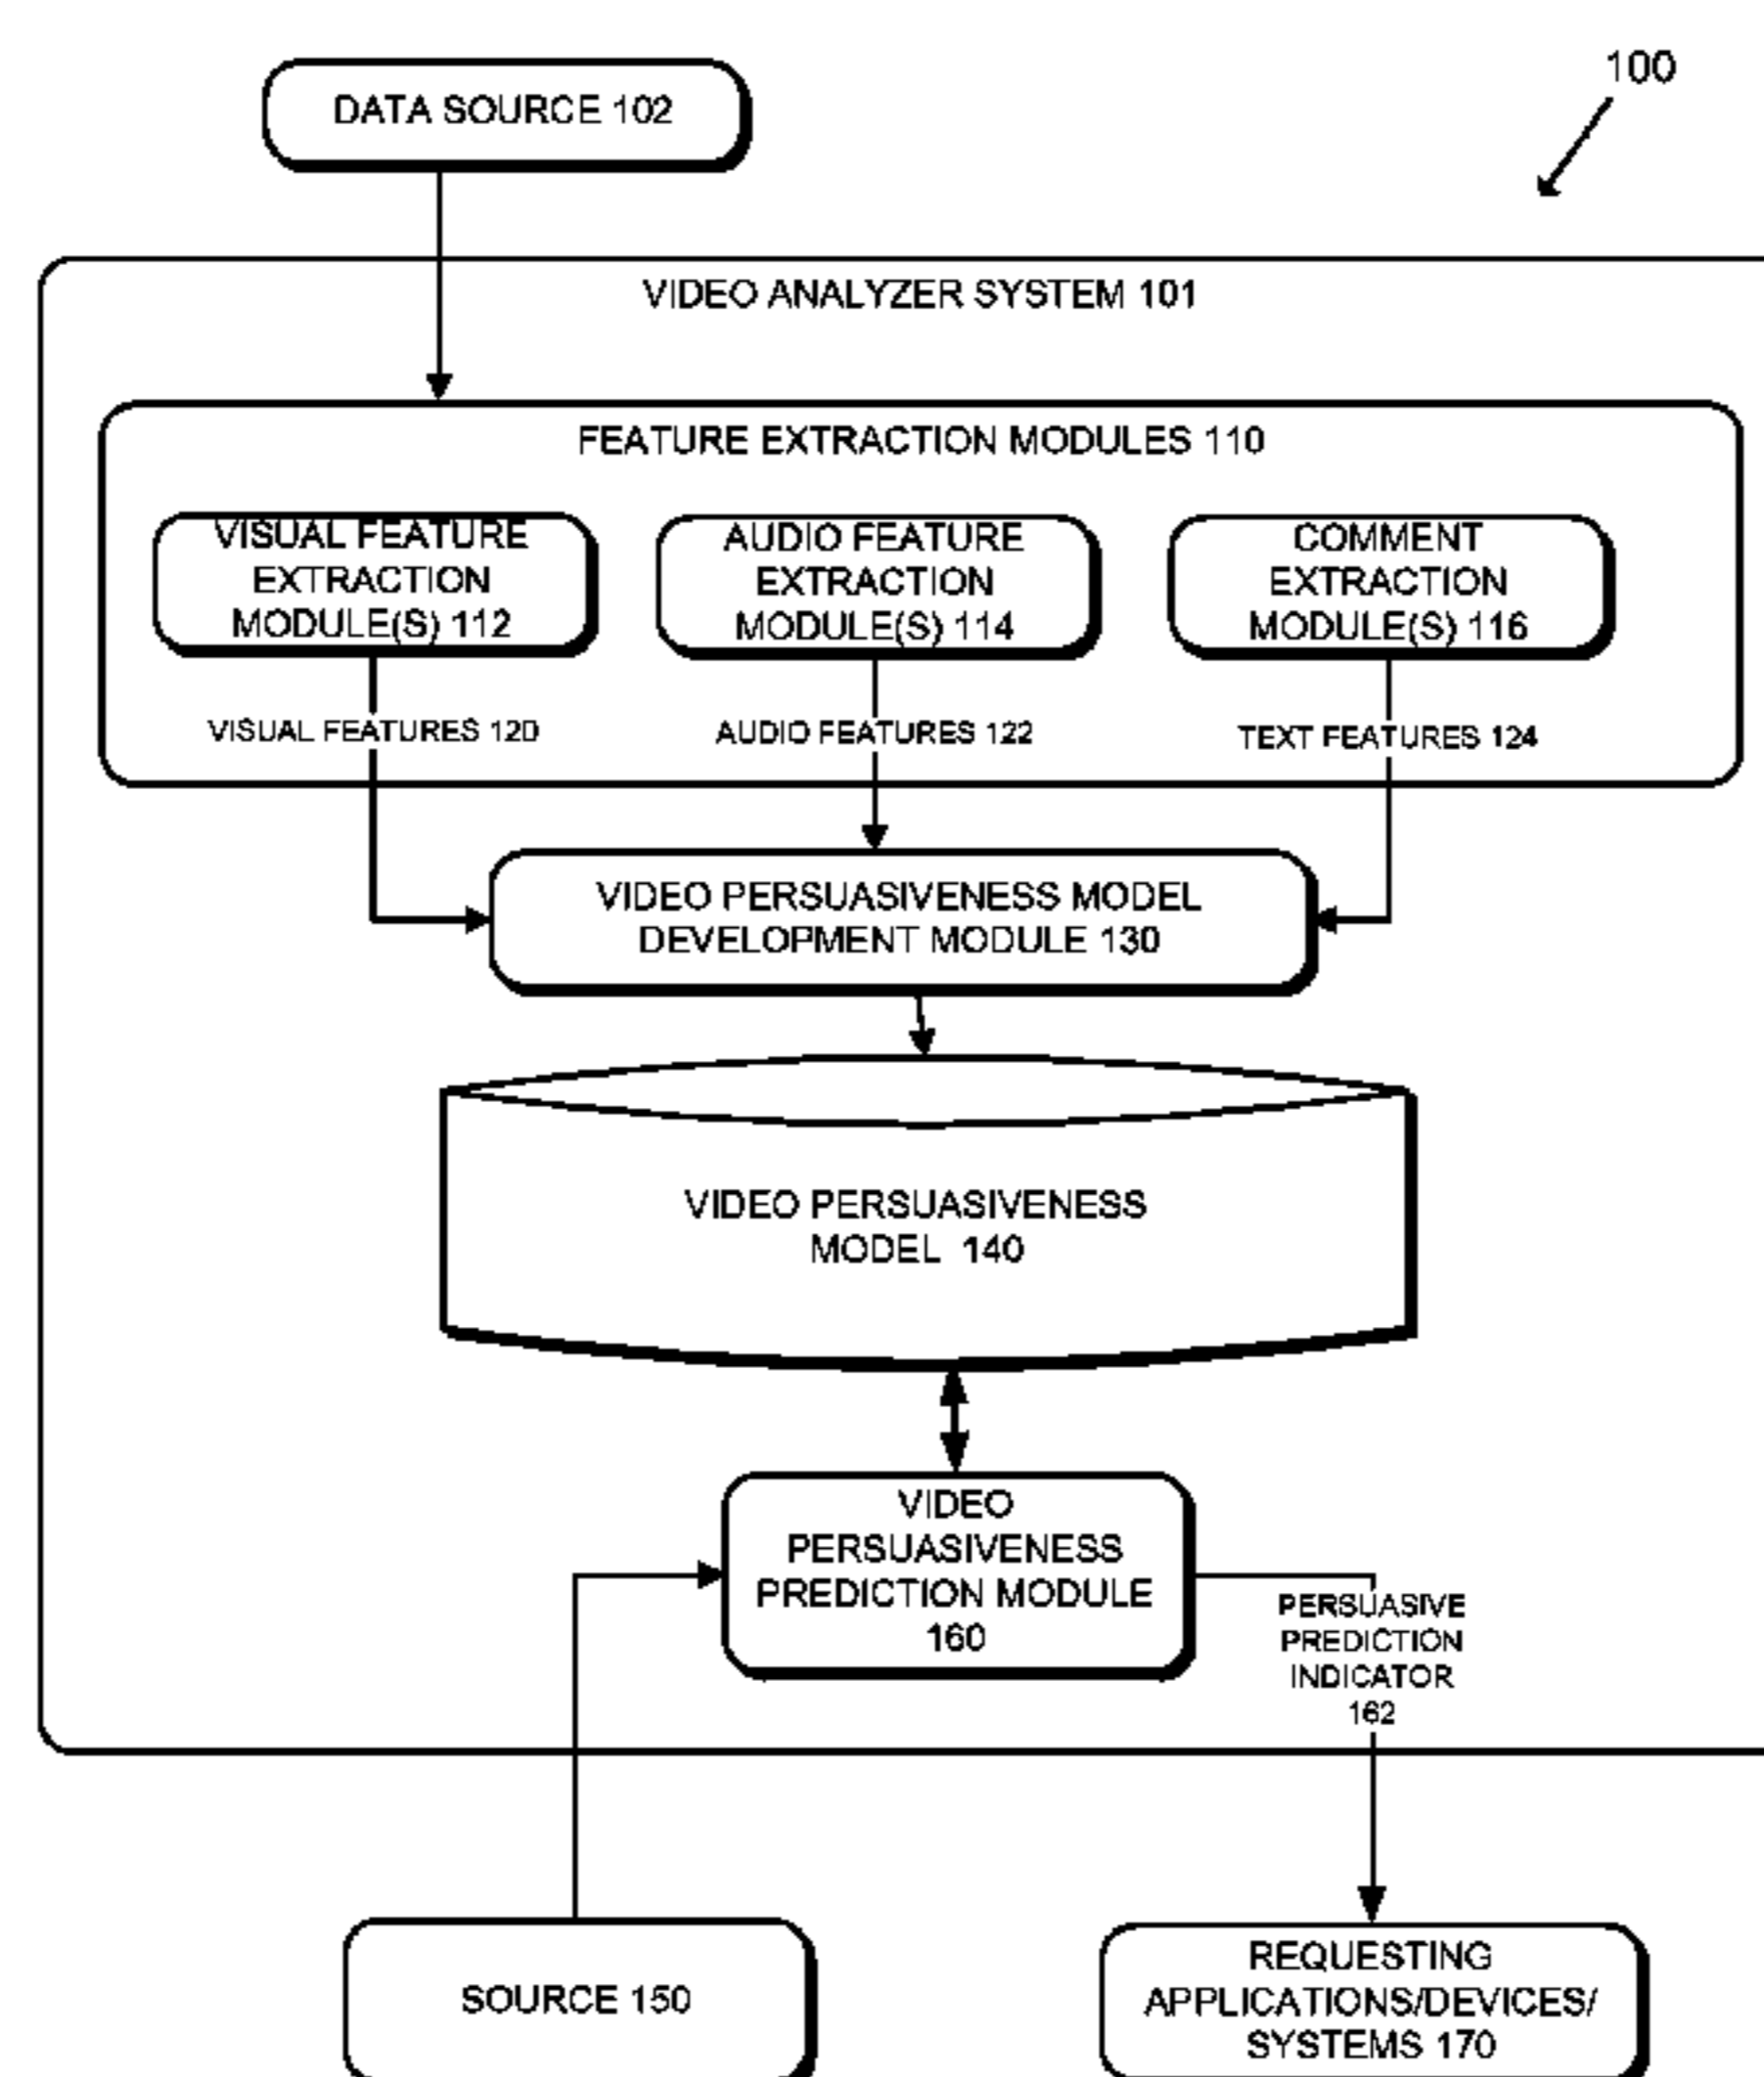 100
DATA SOURCE 102
VIDEO ANALYZER SYSTEM 101
FEATURE EXTRACTION MODULES 110
VISUAL FEATURE
EXTRACTION
MODULE(S) 112
AUDIO FEATURE
EXTRACTION
MODULE(S) 114
COMMENT
EXTRACTION
MODULE(S) 116
VISUAL FEATURES 120
AUDIO FEATURES 122
TEXT FEATURES 124
VIDEO PERSUASIVENESS MODEL
DEVELOPMENT MODULE 130
VIDEO PERSUASIVENESS
MODEL 140
VIDEO
PERSUASIVENESS
PREDICTION MODULE
160
PERSUASIVE
PREDICTION
INDICATOR
162
SOURCE 150
REQUESTING
APPLICATIONS/DEVICES/
SYSTEMS 170